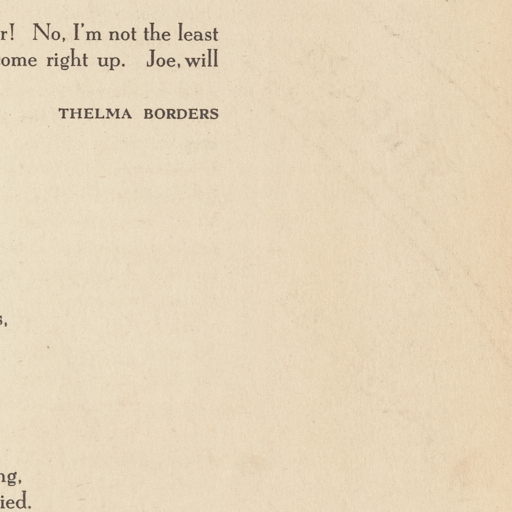 r! No, I'm not the least
ome right up. Joe, will
THELMA BORDERS
s,
ng,
ied.